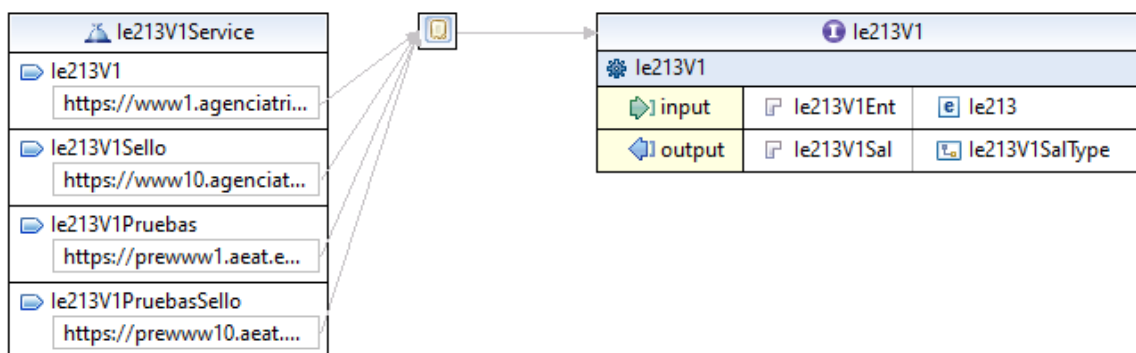 Ie213V1Service
Ie213V1
https://www1.agenciatri...
Ie213V1Sello
https://www10.agenciat...
Ie213V1Pruebas
https://prewww1.aeat.e...
Ie213V1PruebasSello
https://prewww10.aeat....
Ie213V1
Ie213V1
input Ie213V1Ent Ie213
output Ie213V1Sal Ie213V1SalType